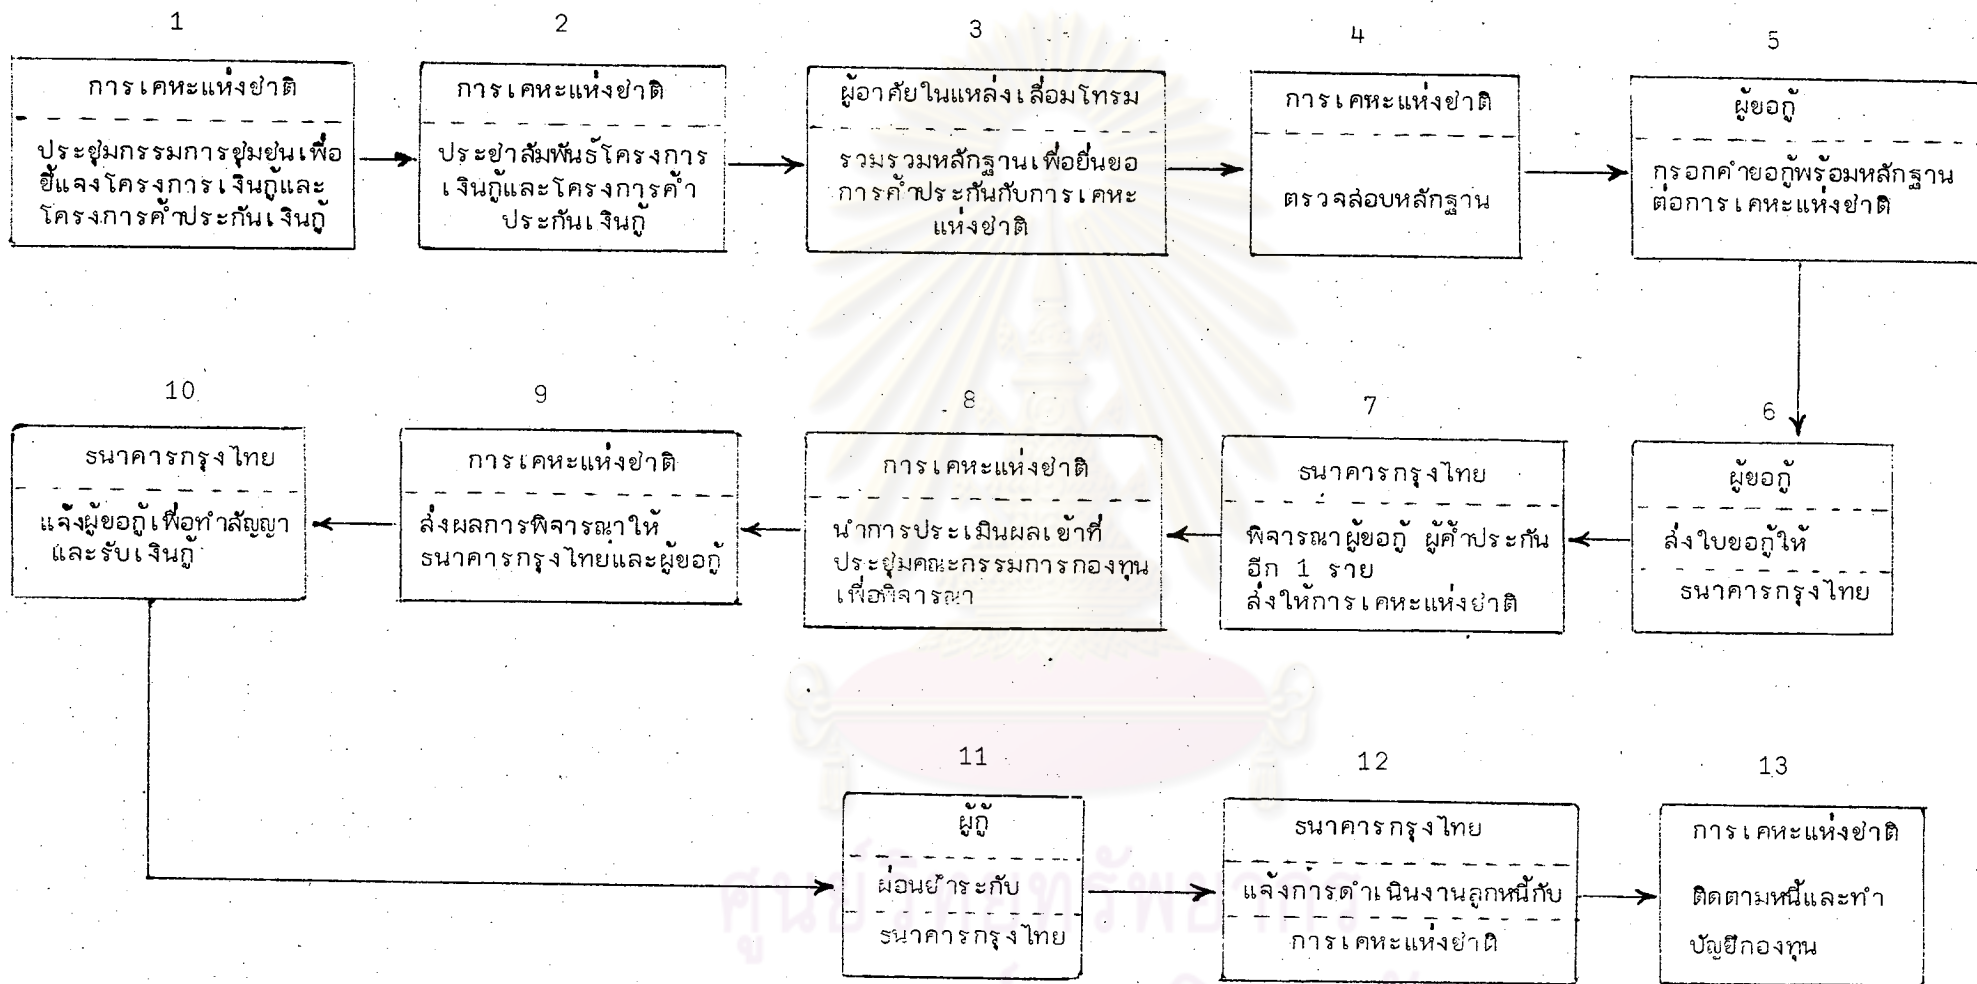 1
การเคหะแห่งชาติ
ประชุมกรรมการชุมชนเพื่อ
ชี้แจงโครงการเงินกู้และ
โครงการค้ำประกันเงินกู้
2
การเคหะแห่งชาติ
ประชาสัมพันธ์โครงการ
เงินกู้และโครงการค้ำ
ประกันเงินกู้
3
ผู้อาศัยในแหล่งเสื่อมโทรม
รวมรวมหลักฐานเพื่อยื่นขอ
การค้ำประกันกับการเคหะ
แห่งชาติ
4
การเคหะแห่งชาติ
ตรวจสอบหลักฐาน
5
ผู้ขอกู้
กรอกคำขอกู้พร้อมหลักฐาน
ต่อการเคหะแห่งชาติ
6
ผู้ขอกู้
ส่งใบขอกู้ให้
ธนาคารกรุงไทย
7
ธนาคารกรุงไทย
พิจารณาผู้ขอกู้ ผู้ค้ำประกัน
อีก 1 ราย
ส่งให้การเคหะแห่งชาติ
8
การเคหะแห่งชาติ
นำการประเมินผลเข้าที่
ประชุมคณะกรรมการกองทุน
เพื่อพิจารณา
9
การเคหะแห่งชาติ
ส่งผลการพิจารณาให้
ธนาคารกรุงไทยและผู้ขอกู้
10
ธนาคารกรุงไทย
แจ้งผู้ขอกู้เพื่อทำสัญญา
และรับเงินกู้
11
ผู้กู้
ผ่อนชำระกับ
ธนาคารกรุงไทย
12
ธนาคารกรุงไทย
แจ้งการดำเนินงานลูกหนี้กับ
การเคหะแห่งชาติ
13
การเคหะแห่งชาติ
ติดตามหนี้และทำ
บัญชีกองทุน
ศูนย์วิทยทรัพยากร